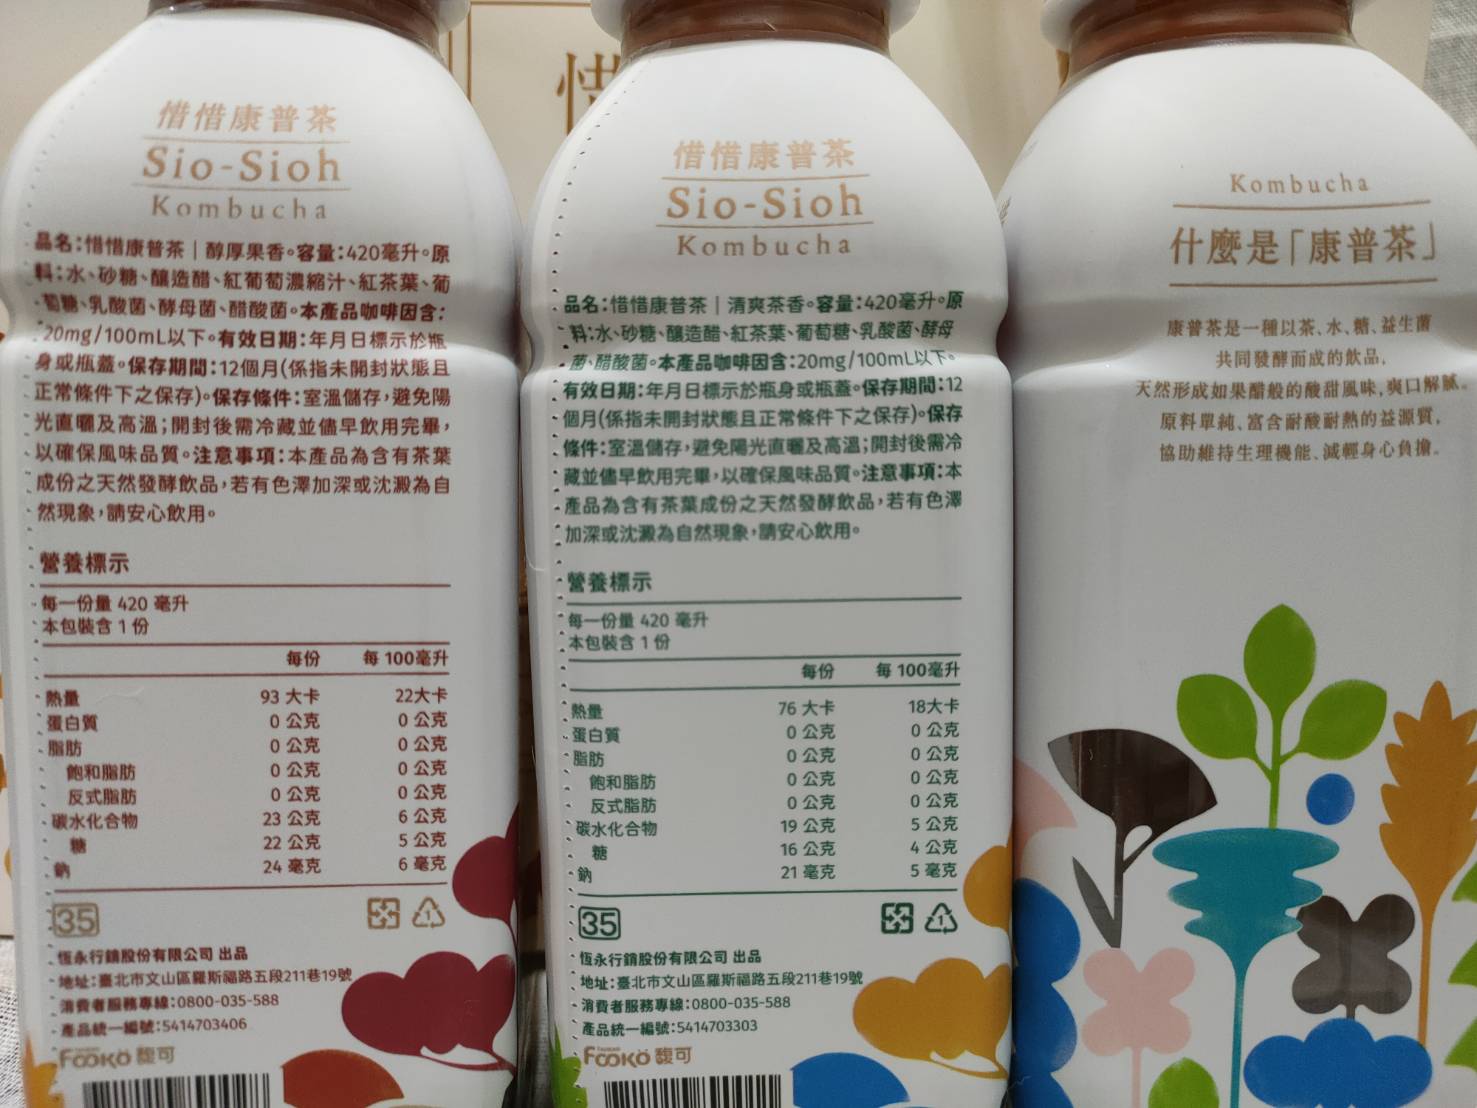 惜惜康普茶
Sio-Sioh
Kombucha
品名:惜惜康普茶｜醇厚果香。容量:420毫升。原
料:水、砂糖、釀造醋、紅葡萄濃縮汁、紅茶葉、葡
萄糖、乳酸菌、酵母菌、醋酸菌。本產品咖啡因含:
20mg/100mL以下。有效日期:年月日標示於瓶
身或瓶蓋。保存期間:12個月(係指未開封狀態且
正常條件下之保存)。保存條件:室溫儲存,避免陽
光直曬及高溫;開封後需冷藏並儘早飲用完畢,
以確保風味品質。注意事項:本產品為含有茶葉
成份之天然發酵飲品,若有色澤加深或沈澱為自
然現象,請安心飲用。
營養標示
每一份量 420 毫升
本包裝含 1 份
每份 每 100毫升
熱量 93 大卡 22大卡
蛋白質 0 公克 0 公克
脂肪 0 公克 0 公克
飽和脂肪 0 公克 0 公克
反式脂肪 0 公克 0 公克
碳水化合物 23 公克 6 公克
糖 22 公克 5 公克
鈉 24 毫克 6 毫克
35
1
恆永行銷股份有限公司 出品
地址:臺北市文山區羅斯福路五段211巷19號
消費者服務專線:0800-035-588
產品統一編號:5414703406
FOOKō 馥可
惜
惜惜康普茶
Sio-Sioh
Kombucha
品名:惜惜康普茶｜清爽茶香。容量:420毫升。原
料:水、砂糖、釀造醋、紅茶葉、葡萄糖、乳酸菌、酵母
菌、醋酸菌。本產品咖啡因含:20mg/100mL以下。
有效日期:年月日標示於瓶身或瓶蓋。保存期間:12
個月(係指未開封狀態且正常條件下之保存)。保存
條件:室溫儲存,避免陽光直曬及高溫;開封後需冷
藏並儘早飲用完畢,以確保風味品質。注意事項:本
產品為含有茶葉成份之天然發酵飲品,若有色澤
加深或沈澱為自然現象,請安心飲用。
營養標示
每一份量 420 毫升
本包裝含 1 份
每份 每 100毫升
熱量 76 大卡 18大卡
蛋白質 0 公克 0 公克
脂肪 0 公克 0 公克
飽和脂肪 0 公克 0 公克
反式脂肪 0 公克 0 公克
碳水化合物 19 公克 5 公克
糖 16 公克 4 公克
鈉 21 毫克 5 毫克
35
1
恆永行銷股份有限公司 出品
地址:臺北市文山區羅斯福路五段211巷19號
消費者服務專線:0800-035-588
產品統一編號:5414703303
FOOKō 馥可
Kombucha
什麼是「康普茶」
康普茶是一種以茶、水、糖、益生菌
共同發酵而成的飲品,
天然形成如果醋般的酸甜風味,爽口解膩。
原料單純、富含耐酸耐熱的益源質,
協助維持生理機能、減輕身心負擔。